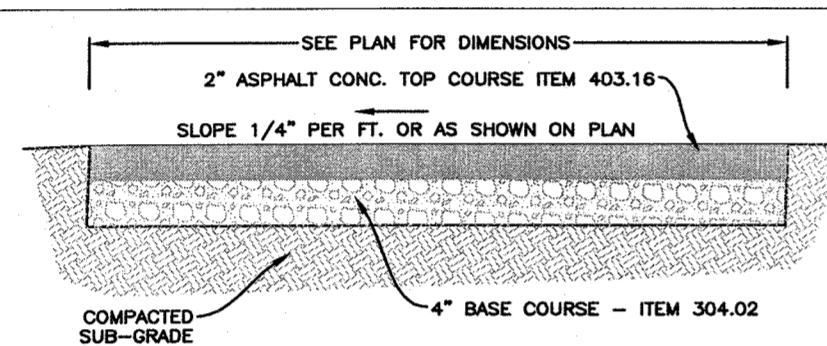 SEE PLAN FOR DIMENSIONS
2" ASPHALT CONC. TOP COURSE ITEM 403.16
SLOPE 1/4" PER FT. OR AS SHOWN ON PLAN
4" BASE COURSE - ITEM 304.02
COMPACTED
SUB-GRADE